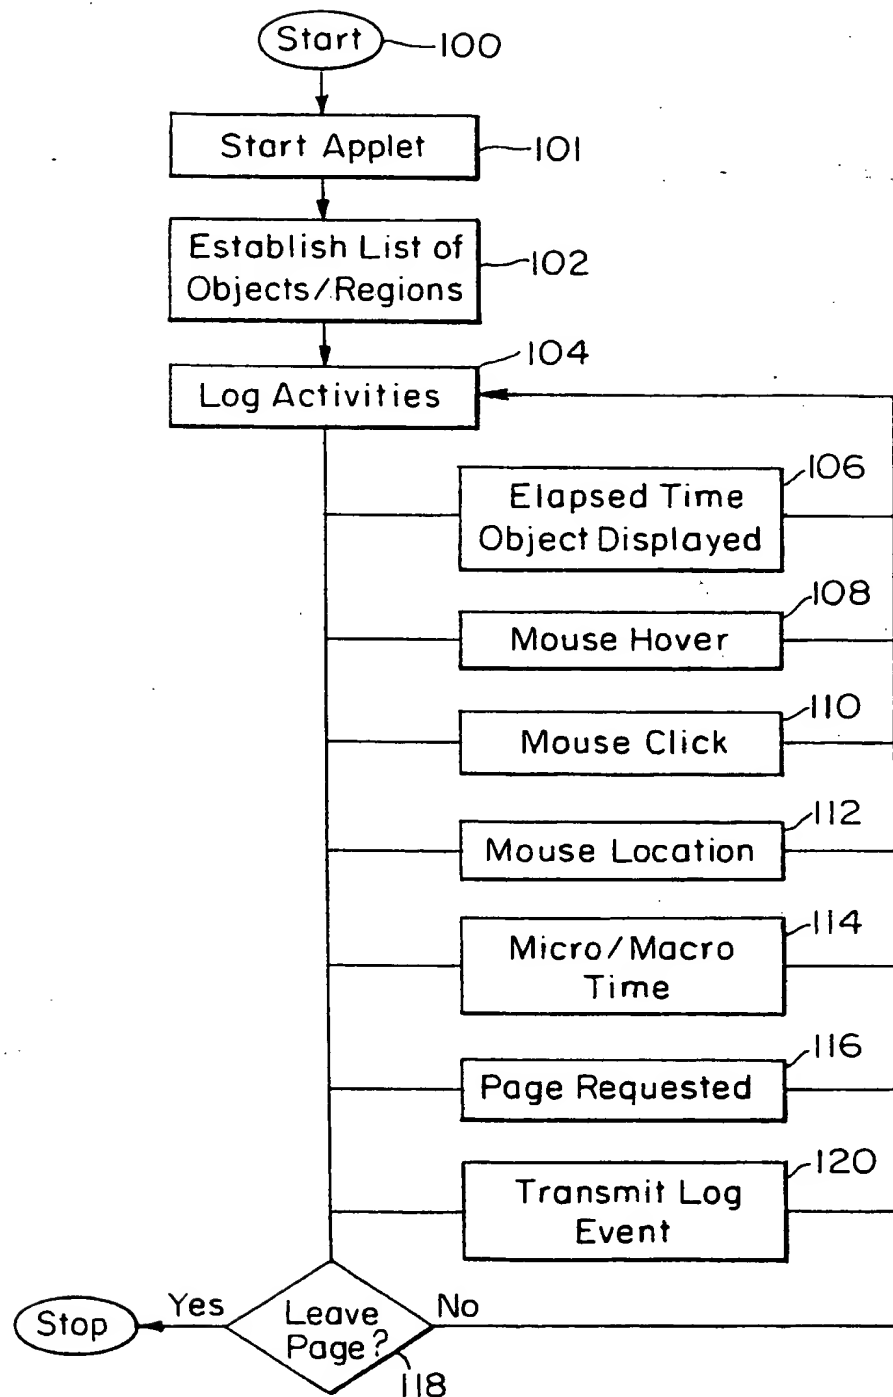 Start
100
Start Applet
101
Establish List of
Objects/Regions
102
104
Log Activities
106
Elapsed Time
Object Displayed
108
Mouse Hover
110
Mouse Click
112
Mouse Location
114
Micro/Macro
Time
116
Page Requested
120
Transmit Log
Event
Stop
Yes
Leave
Page?
No
118